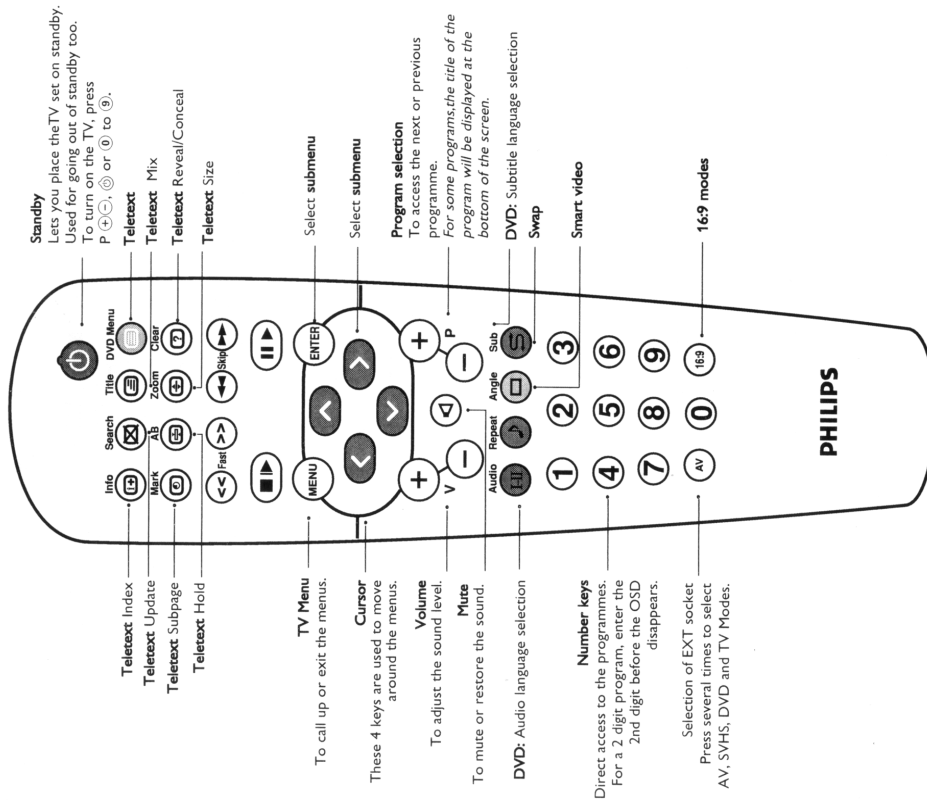 Standby
Lets you place theTV set on standby.
Used for going out of standby too.
To turn on the TV, press
P ⊕⊖, ⏻ or ⓪ to ⑨.
Teletext
Teletext Mix
Teletext Reveal/Conceal
Teletext Size
Select submenu
Select submenu
Program selection
To access the next or previous
programme.
For some programs,the title of the
program will be displayed at the
bottom of the screen.
DVD: Subtitle language selection
Swap
Smart video
16:9 modes
Info Search Title DVD Menu
i+
Mark AB Zoom Clear
?
<< Fast >> Skip
MENU ENTER
+ +
V P
− −
Audio Repeat Angle Sub
I-II
1 2 3
4 5 6
7 8 9
AV 0 16:9
PHILIPS
Teletext Index
Teletext Update
Teletext Subpage
Teletext Hold
TV Menu
To call up or exit the menus.
Cursor
These 4 keys are used to move
around the menus.
Volume
To adjust the sound level.
Mute
To mute or restore the sound.
DVD: Audio language selection
Number keys
Direct access to the programmes.
For a 2 digit program, enter the
2nd digit before the OSD
disappears.
Selection of EXT socket
Press several times to select
AV, SVHS, DVD and TV Modes.